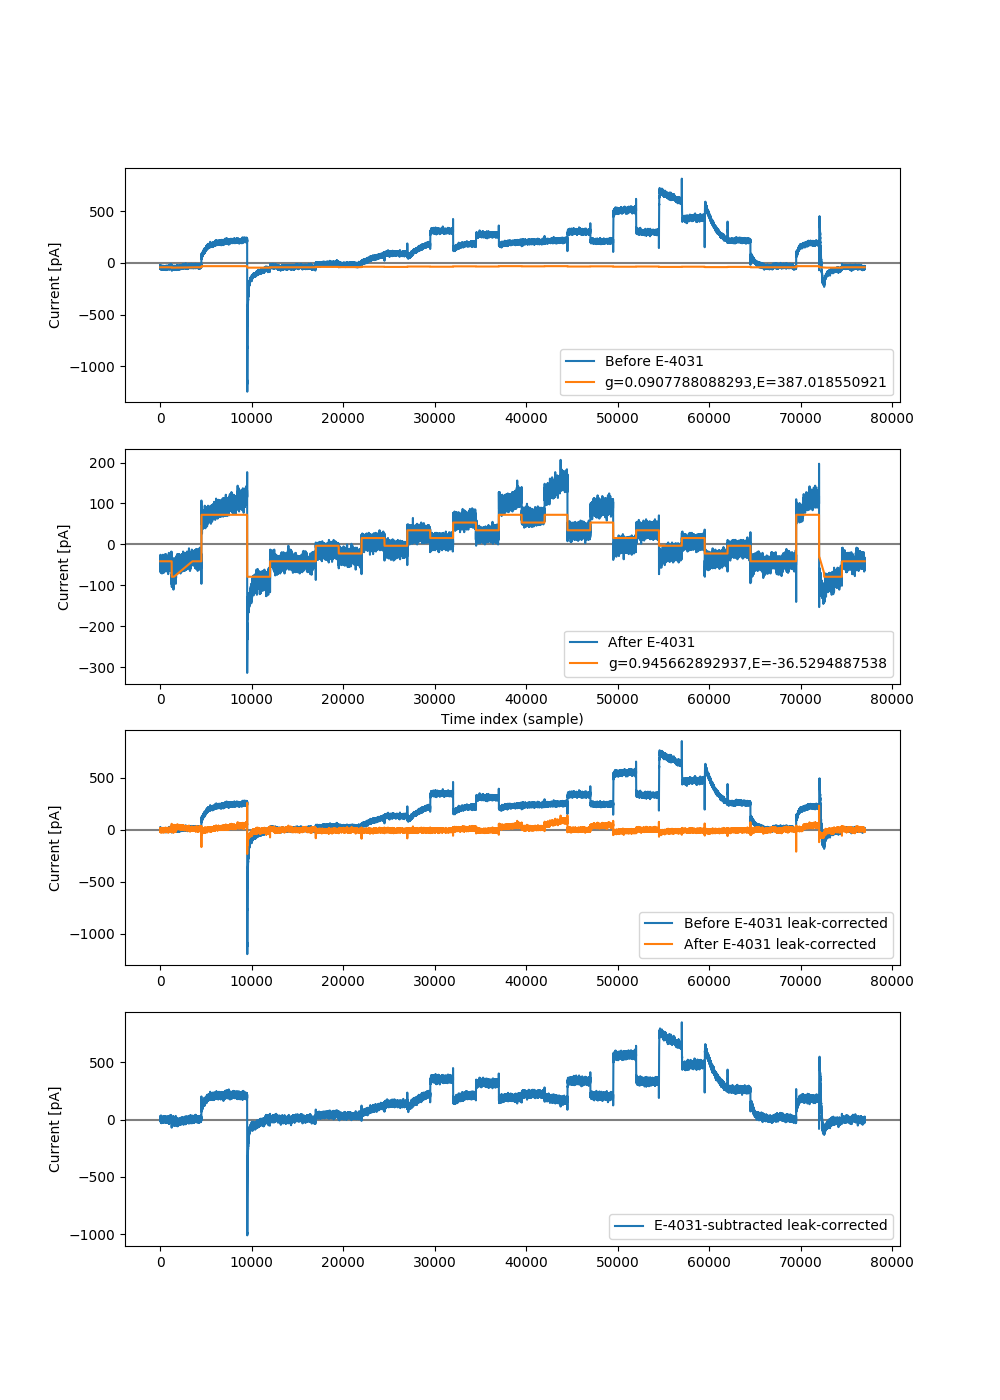 500
0
−500
−1000
Current [pA]
Before E-4031
g=0.0907788088293,E=387.018550921
0 10000 20000 30000 40000 50000 60000 70000 80000
200
100
0
−100
−200
−300
Current [pA]
After E-4031
g=0.945662892937,E=-36.5294887538
0 10000 20000 30000 40000 50000 60000 70000 80000
Time index (sample)
500
0
−500
−1000
Current [pA]
Before E-4031 leak-corrected
After E-4031 leak-corrected
0 10000 20000 30000 40000 50000 60000 70000 80000
500
0
−500
−1000
Current [pA]
E-4031-subtracted leak-corrected
0 10000 20000 30000 40000 50000 60000 70000 80000